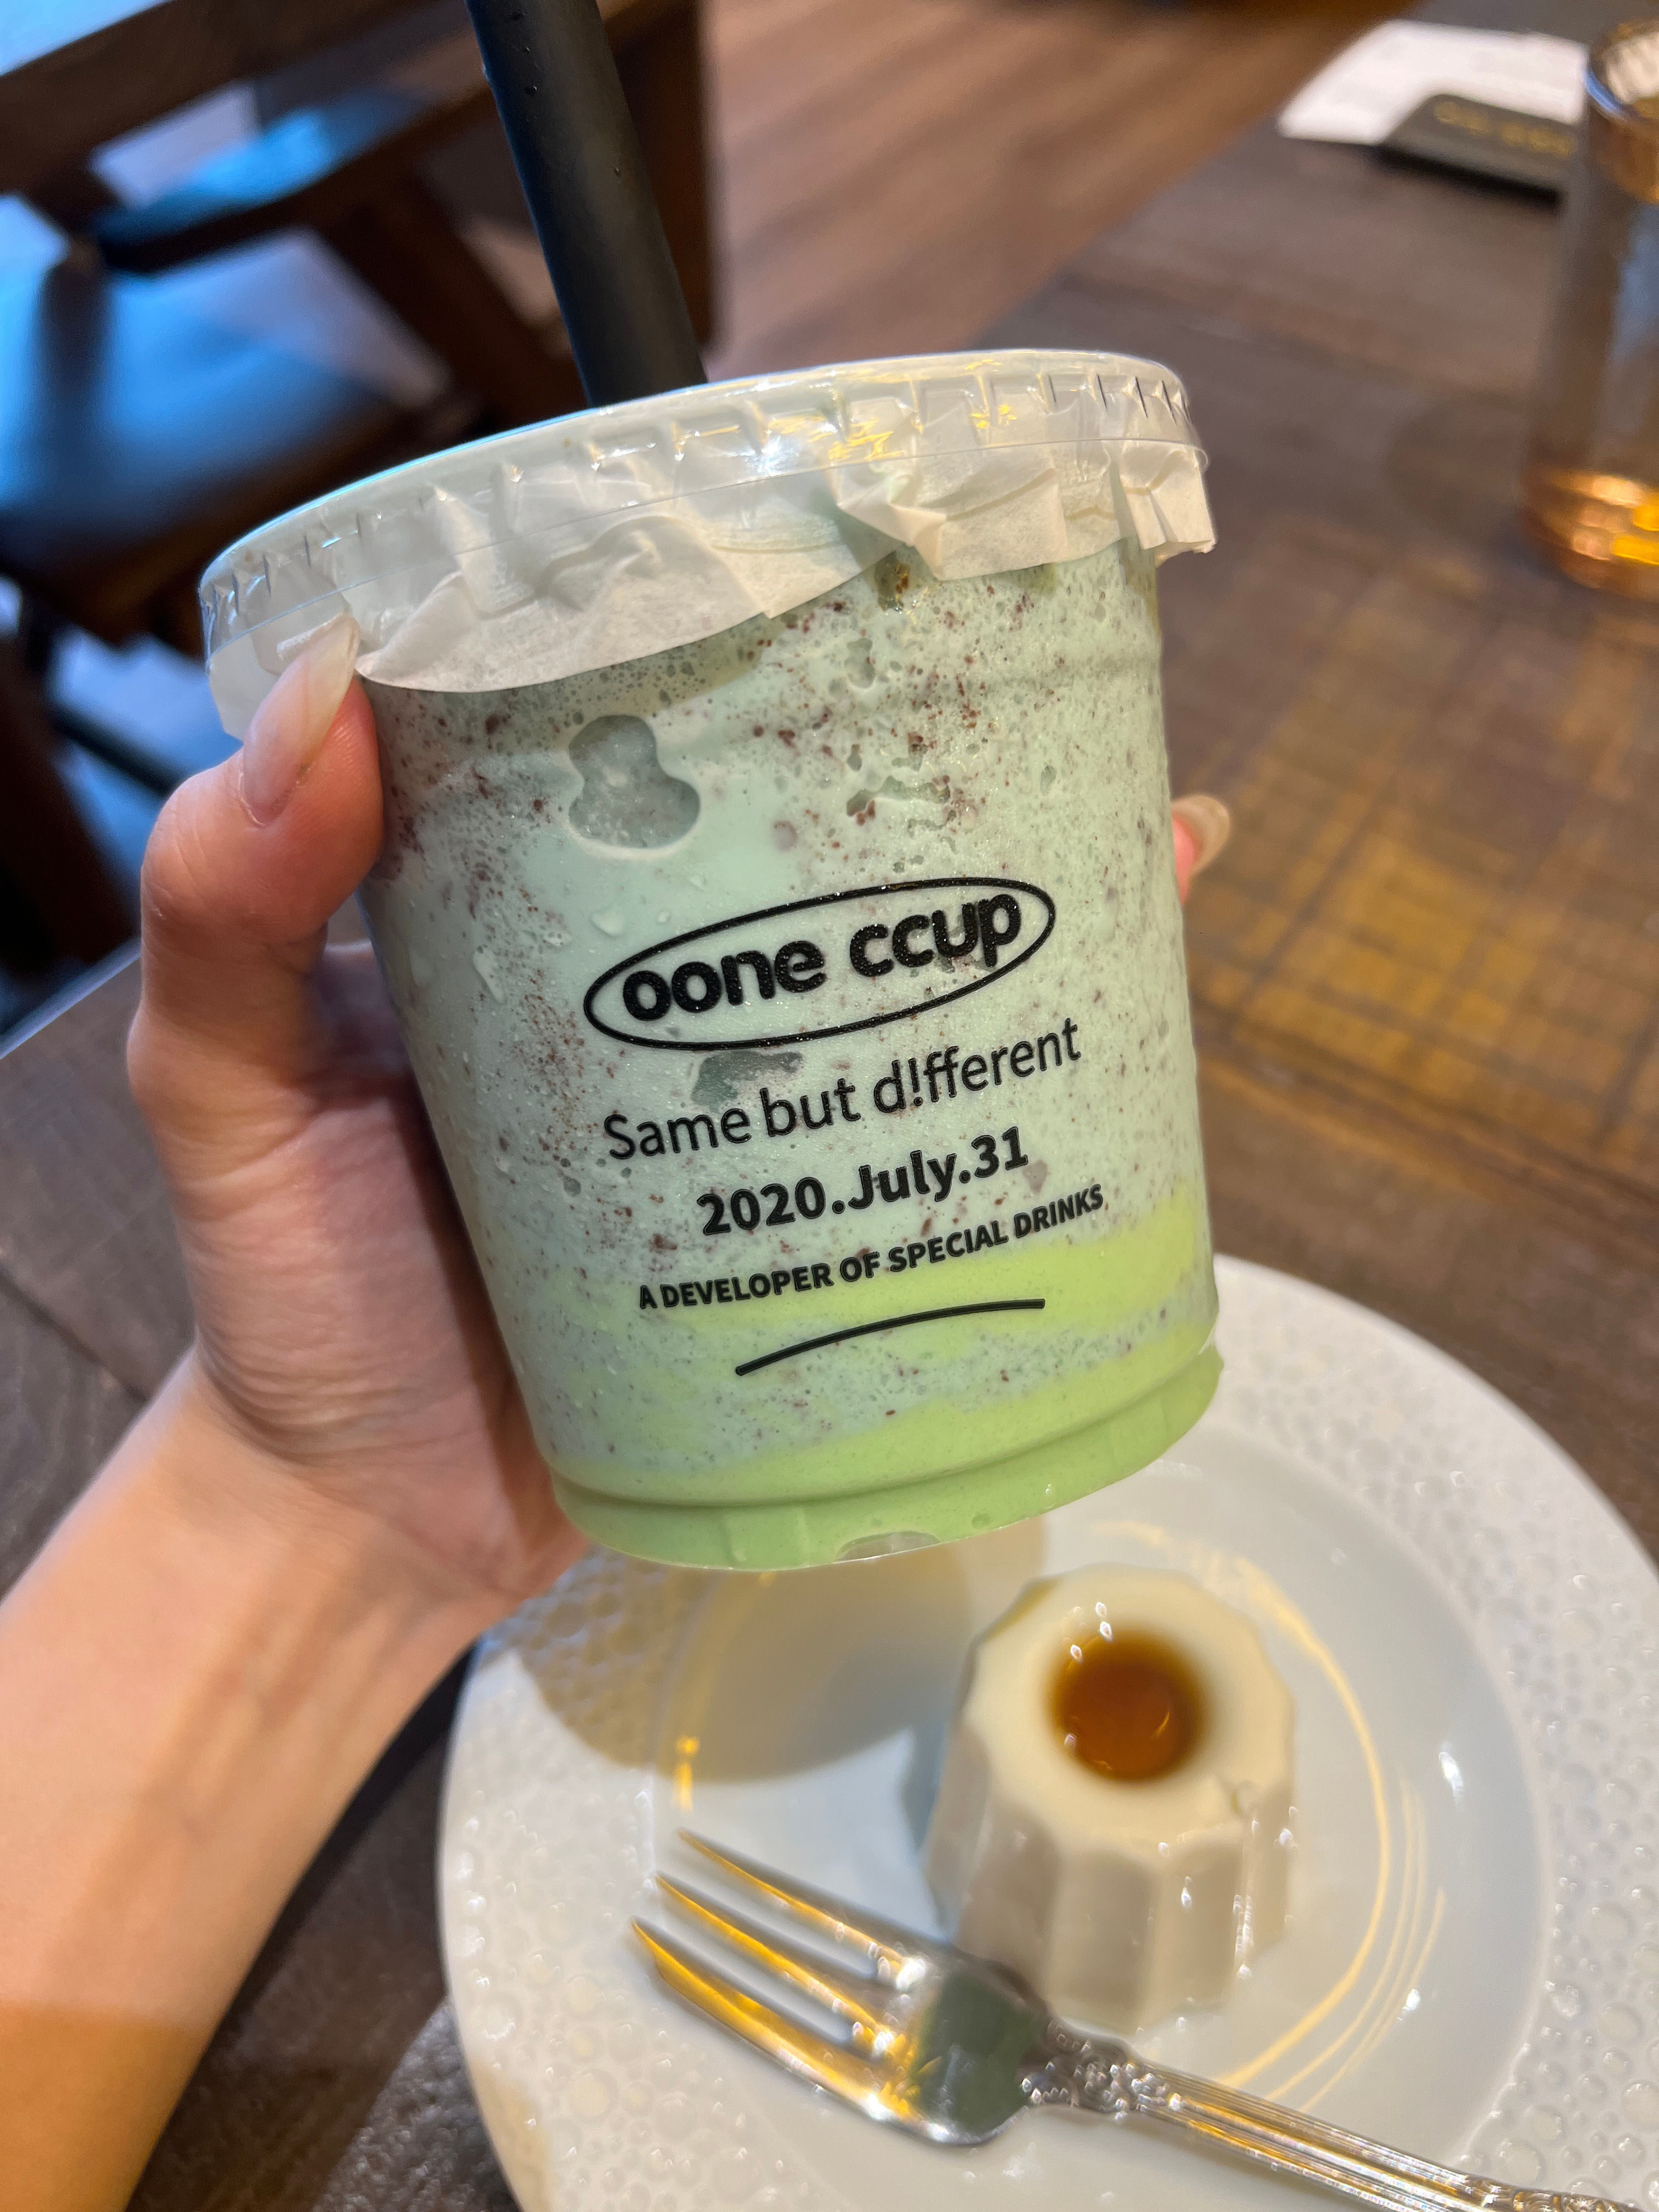 oone ccup
Same but d!fferent
2020.July.31
A DEVELOPER OF SPECIAL DRINKS